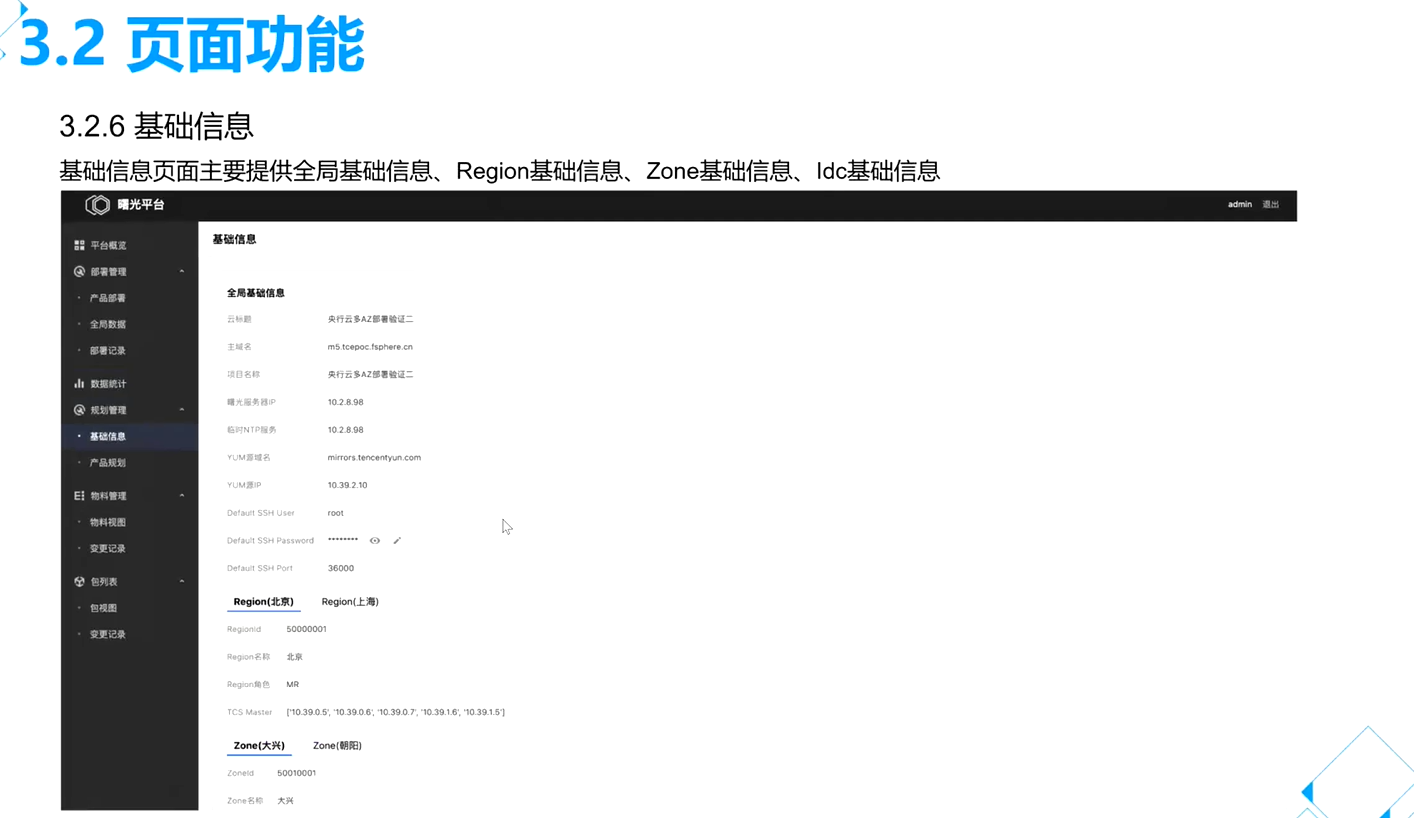 3.2 页面功能
3.2.6 基础信息
基础信息页面主要提供全局基础信息、Region基础信息、Zone基础信息、Idc基础信息
曙光平台
admin 退出
平台概览
部署管理
产品部署
全局数据
部署记录
数据统计
规划管理
基础信息
产品规划
物料管理
物料视图
变更记录
包列表
包视图
变更记录
基础信息
全局基础信息
云标题 央行云多AZ部署验证二
主域名 m5.tcepoc.fsphere.cn
项目名称 央行云多AZ部署验证二
曙光服务器IP 10.2.8.98
临时NTP服务 10.2.8.98
YUM源域名 mirrors.tencentyun.com
YUM源IP 10.39.2.10
Default SSH User root
Default SSH Password ********
Default SSH Port 36000
Region(北京) Region(上海)
RegionId 50000001
Region名称 北京
Region角色 MR
TCS Master ['10.39.0.5', '10.39.0.6', '10.39.0.7', '10.39.1.6', '10.39.1.5']
Zone(大兴) Zone(朝阳)
ZoneId 50010001
Zone名称 大兴